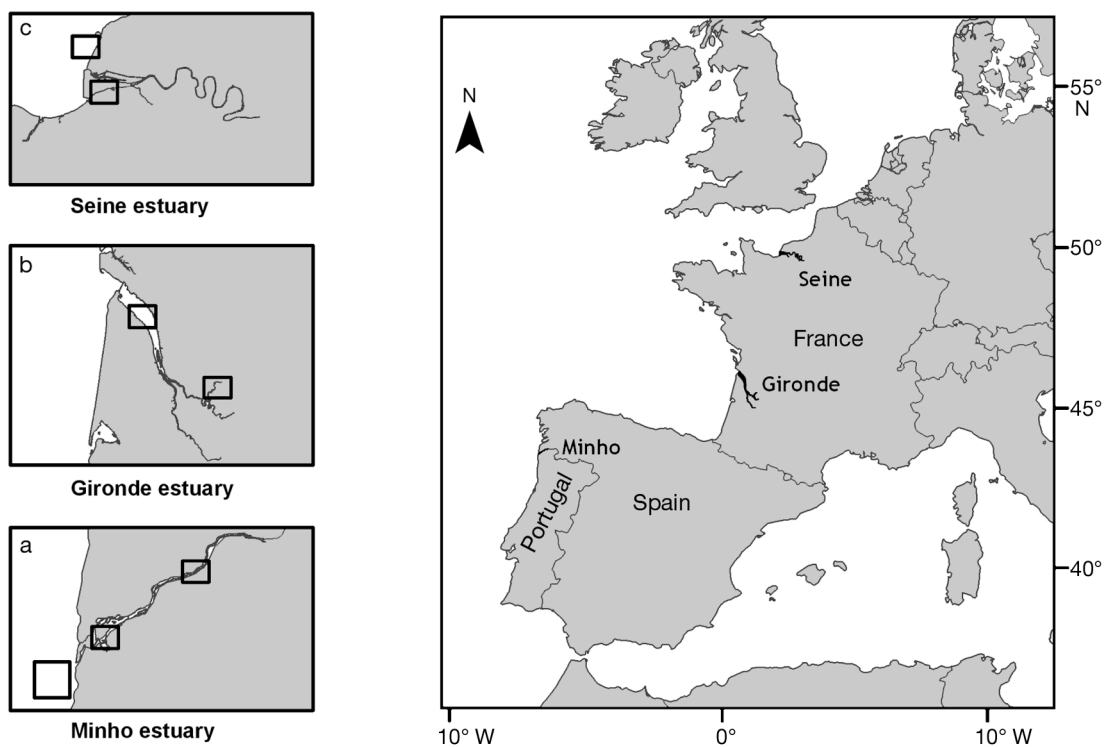 c
Seine estuary
b
Gironde estuary
a
Minho estuary
N
55°
N
50°
Seine
France
Gironde
45°
Minho
Portugal
Spain
40°
10° W
0°
10° W